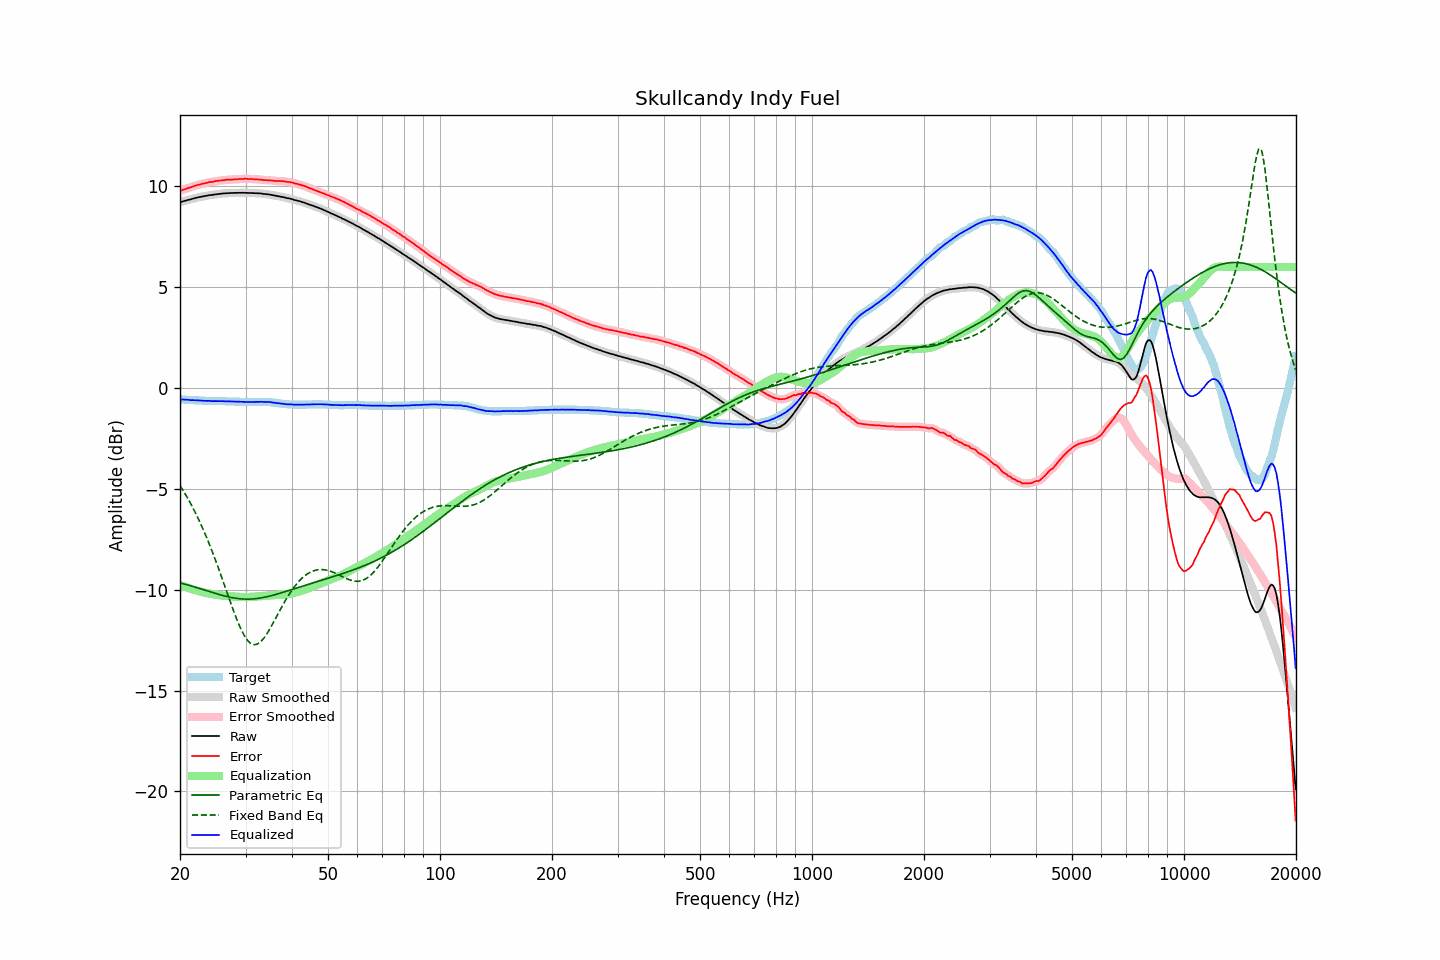 Skullcandy Indy Fuel
Amplitude (dBr)
10
5
0
−5
−10
−15
−20
Target
Raw Smoothed
Error Smoothed
Raw
Error
Equalization
Parametric Eq
Fixed Band Eq
Equalized
20 50 100 200 500 1000 2000 5000 10000 20000
Frequency (Hz)